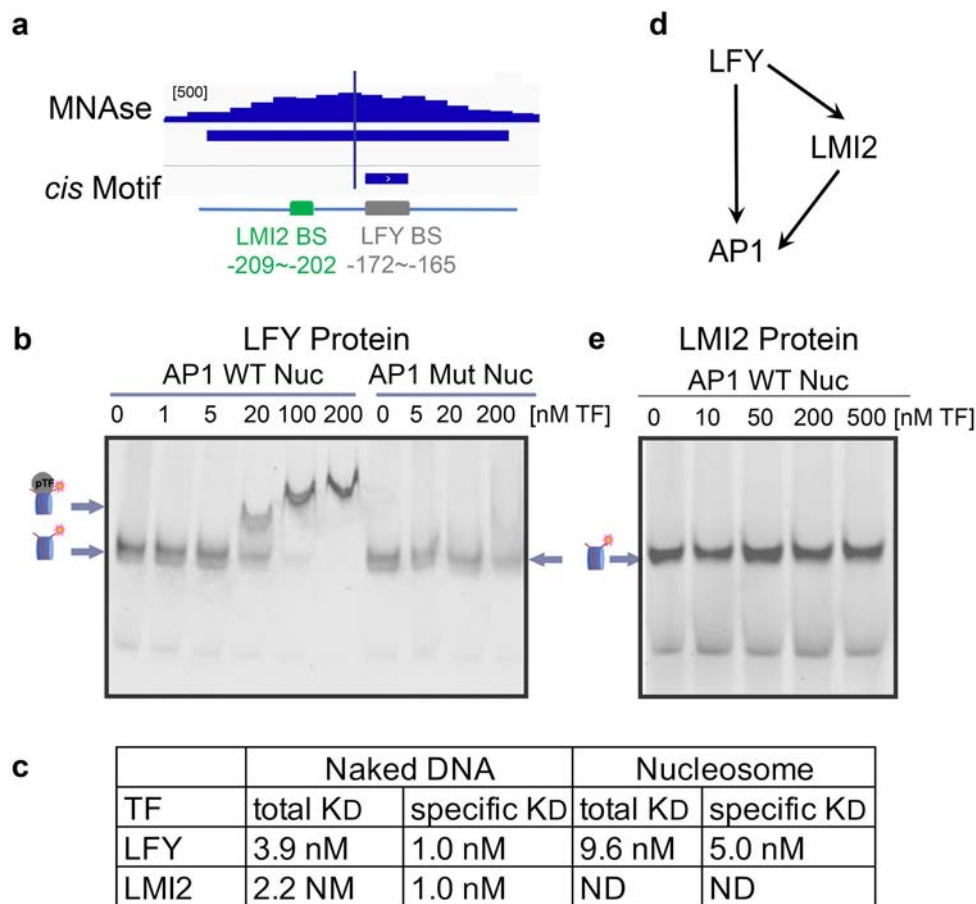 a
[500]
MNAse
cis Motif
LMI2 BS LFY BS
-209~-202 -172~-165
d
LFY
LMI2
AP1
b LFY Protein
AP1 WT Nuc AP1 Mut Nuc
0 1 5 20 100 200 0 5 20 200 [nM TF]
pTF
e LMI2 Protein
AP1 WT Nuc
0 10 50 200 500 [nM TF]
c
Naked DNA Nucleosome
TF total KD specific KD total KD specific KD
LFY 3.9 nM 1.0 nM 9.6 nM 5.0 nM
LMI2 2.2 NM 1.0 nM ND ND